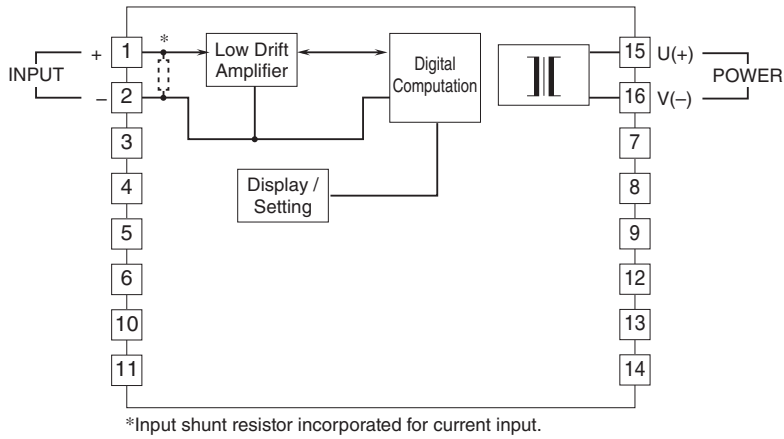 + 1 * Low Drift Amplifier Digital Computation 15 U(+)
INPUT POWER
− 2 16 V(−)
3 7
4 Display / Setting 8
5 9
6 12
10 13
11 14
*Input shunt resistor incorporated for current input.